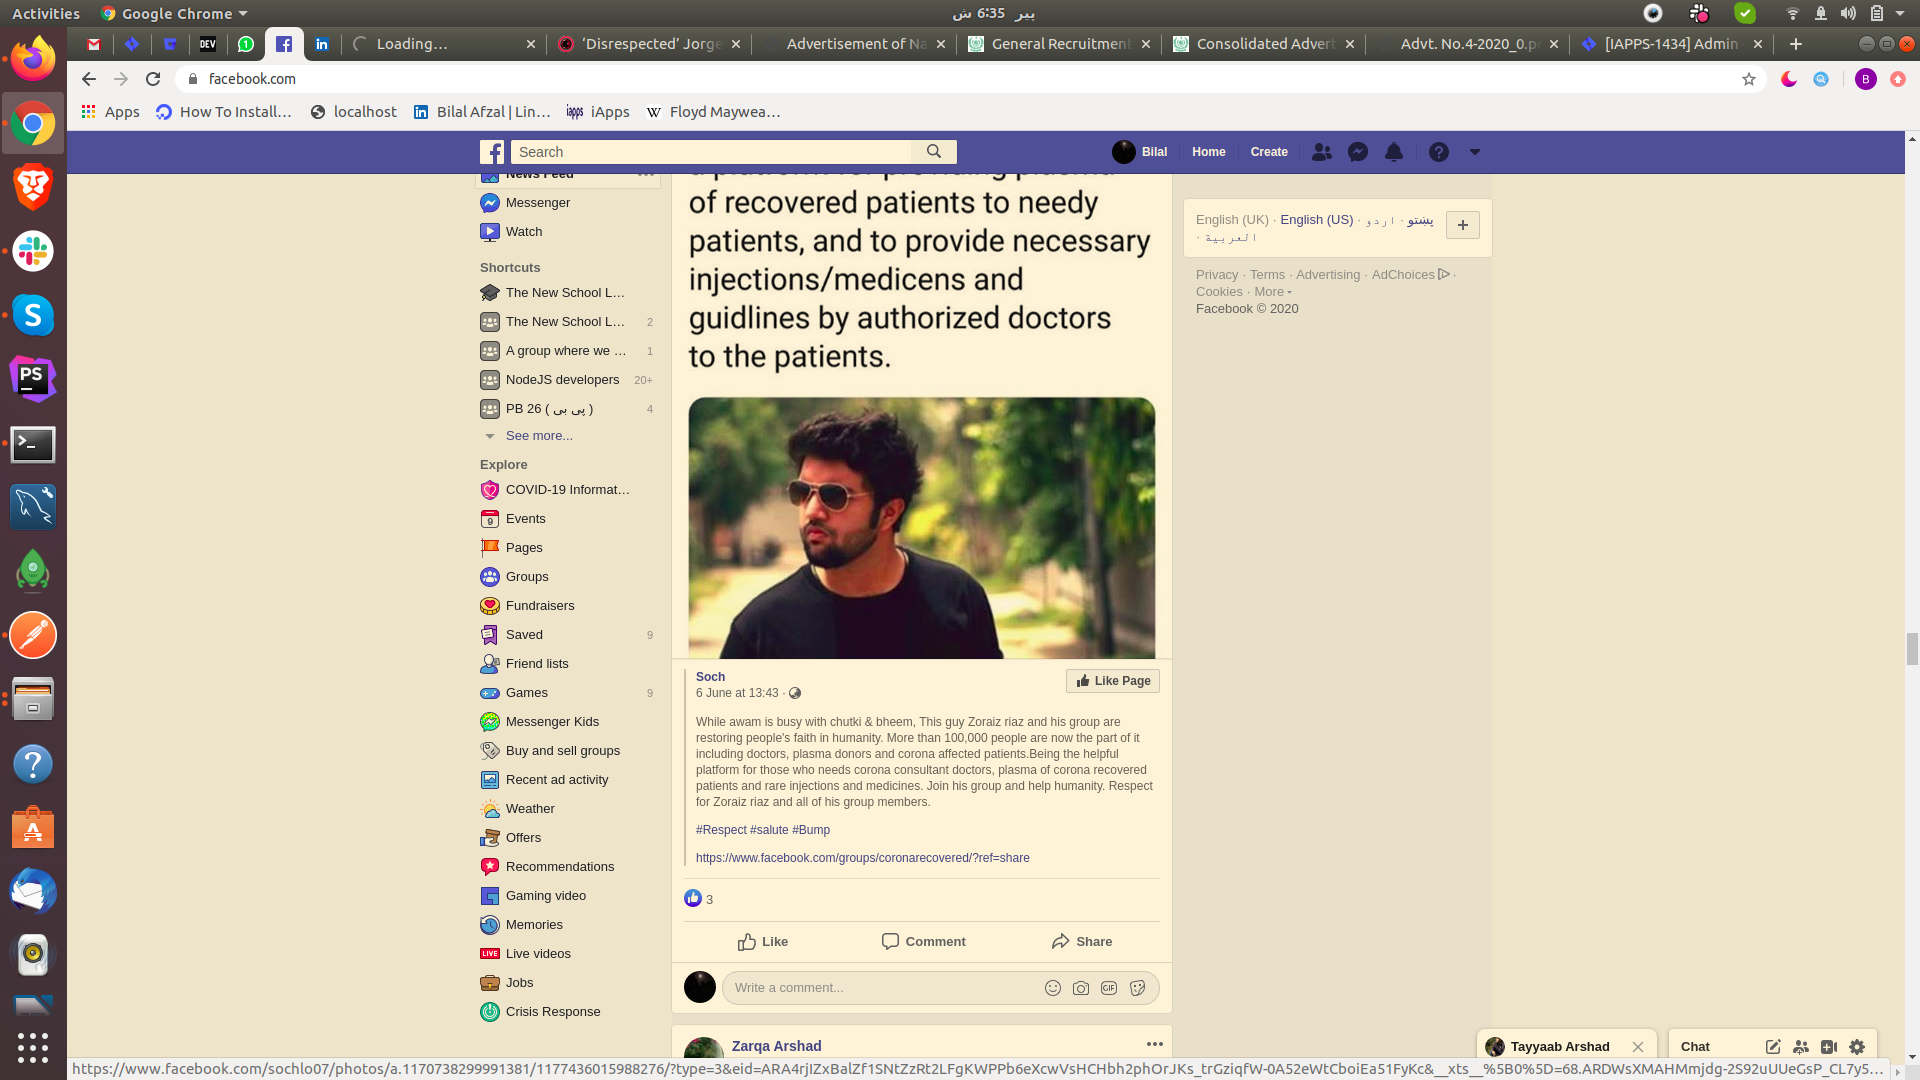 Activities
Google Chrome
پیر 6:35 ش
Loading...
‘Disrespected’ Jorge
Advertisement of Na
General Recruitment
Consolidated Advert
Advt. No.4-2020_0.p
[IAPPS-1434] Admin
DEV
facebook.com
B
Apps
How To Install...
localhost
Bilal Afzal | Lin...
iApps
Floyd Maywea...
Search
Bilal
Home
Create
News Feed
Messenger
Watch
Shortcuts
The New School L...
The New School L... 2
A group where we ... 1
NodeJS developers 20+
PB 26 ( پی بی ) 4
See more...
Explore
COVID-19 Informat...
Events
Pages
Groups
Fundraisers
Saved 9
Friend lists
Games 9
Messenger Kids
Buy and sell groups
Recent ad activity
Weather
Offers
Recommendations
Gaming video
Memories
LIVE Live videos
Jobs
Crisis Response
a platform for providing plasma
of recovered patients to needy
patients, and to provide necessary
injections/medicens and
guidlines by authorized doctors
to the patients.
Soch
6 June at 13:43 ·
Like Page
While awam is busy with chutki & bheem, This guy Zoraiz riaz and his group are
restoring people's faith in humanity. More than 100,000 people are now the part of it
including doctors, plasma donors and corona affected patients.Being the helpful
platform for those who needs corona consultant doctors, plasma of corona recovered
patients and rare injections and medicines. Join his group and help humanity. Respect
for Zoraiz riaz and all of his group members.
#Respect #salute #Bump
https://www.facebook.com/groups/coronarecovered/?ref=share
3
Like
Comment
Share
Write a comment...
GIF
Zarqa Arshad
English (UK) · English (US) · اردو · پښتو
· العربية
Privacy · Terms · Advertising · AdChoices ·
Cookies · More
Facebook © 2020
Tayyaab Arshad
Chat
PS
https://www.facebook.com/sochlo07/photos/a.1170738299991381/1177436015988276/?type=3&eid=ARA4rjIZxBalZf1SNtZzRt2LFgKWPPb6eXcwVsHCHbh2phOrJKs_trGziqfW-0A52eWtCboiEa51FyKc&__xts__%5B0%5D=68.ARDWsXMAHMmjdg-2S92uUUeGsP_CL7y5...